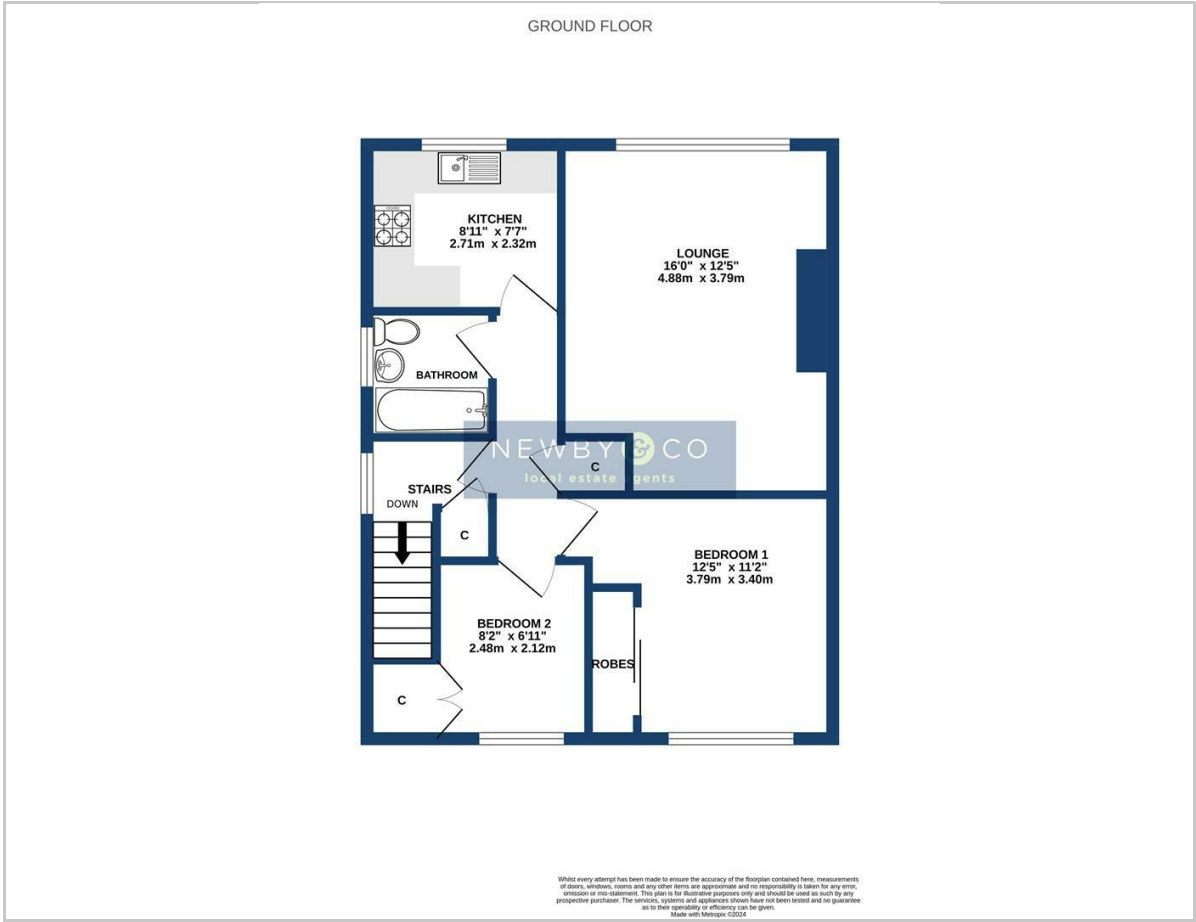 GROUND FLOOR
KITCHEN
8'11" x 7'7"
2.71m x 2.32m
LOUNGE
16'0" x 12'5"
4.88m x 3.79m
BATHROOM
NEWBY & CO
local estate agents
C
STAIRS
DOWN
C
BEDROOM 1
12'5" x 11'2"
3.79m x 3.40m
BEDROOM 2
8'2" x 6'11"
2.48m x 2.12m
ROBES
C
Whilst every attempt has been made to ensure the accuracy of the floorplan contained here, measurements
of doors, windows, rooms and any other items are approximate and no responsibility is taken for any error,
omission or mis-statement. This plan is for illustrative purposes only and should be used as such by any
prospective purchaser. The services, systems and appliances shown have not been tested and no guarantee
as to their operability or efficiency can be given.
Made with Metropix ©2024